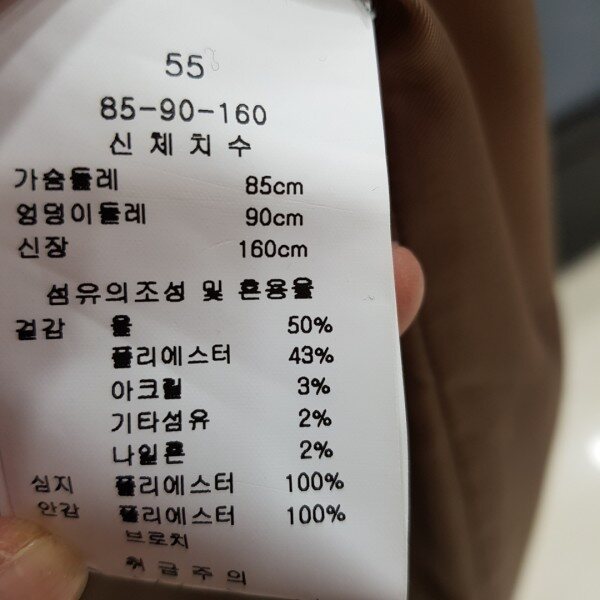 55
85-90-160
신체치수
가슴둘레 85cm
엉덩이둘레 90cm
신장 160cm
섬유의조성 및 혼용율
겉감 울 50%
폴리에스터 43%
아크릴 3%
기타섬유 2%
나일론 2%
심지 폴리에스터 100%
안감 폴리에스터 100%
브로치
취급주의